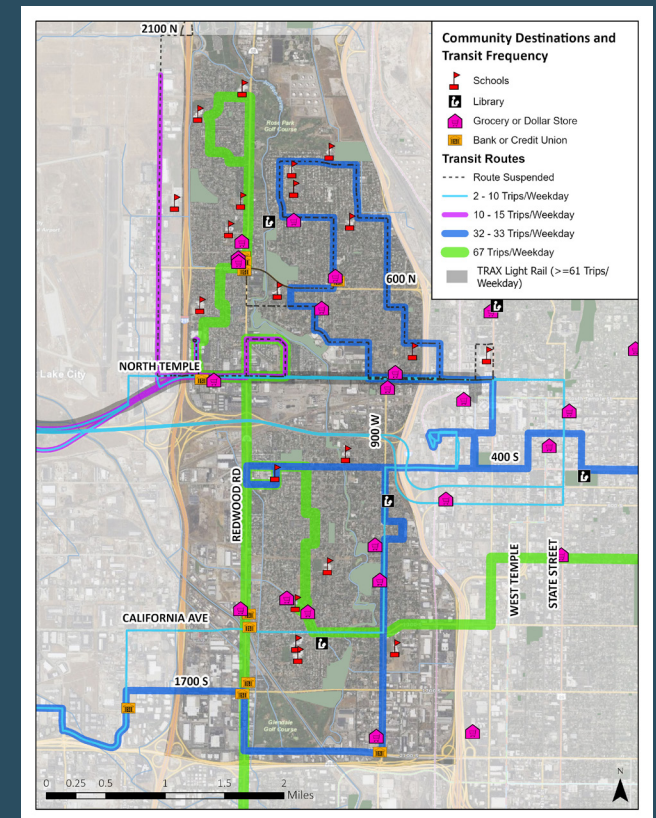 2100 N
Community Destinations and
Transit Frequency
Schools
Library
Grocery or Dollar Store
Bank or Credit Union
Transit Routes
Route Suspended
2 - 10 Trips/Weekday
10 - 15 Trips/Weekday
32 - 33 Trips/Weekday
67 Trips/Weekday
TRAX Light Rail (>=61 Trips/
Weekday)
Rose Park
Golf Course
600 N
NORTH TEMPLE
Lake City
900 W
400 S
REDWOOD RD
WEST TEMPLE
STATE STREET
CALIFORNIA AVE
1700 S
Glendale
Golf Course
N
0 0.25 0.5 1 1.5 2
Miles